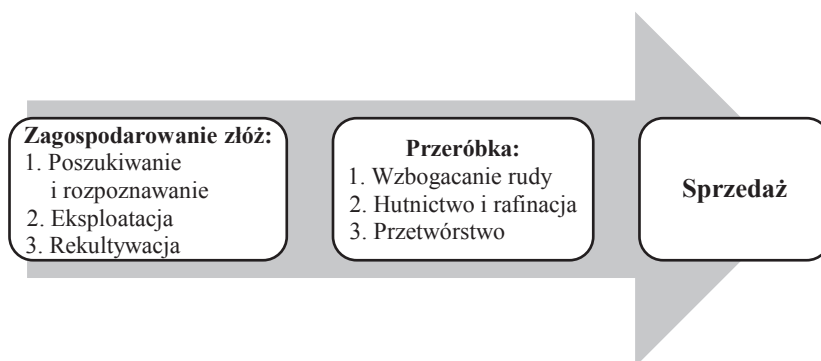 Zagospodarowanie złóż:
1. Poszukiwanie
i rozpoznawanie
2. Eksploatacja
3. Rekultywacja
Przeróbka:
1. Wzbogacanie rudy
2. Hutnictwo i rafinacja
3. Przetwórstwo
Sprzedaż